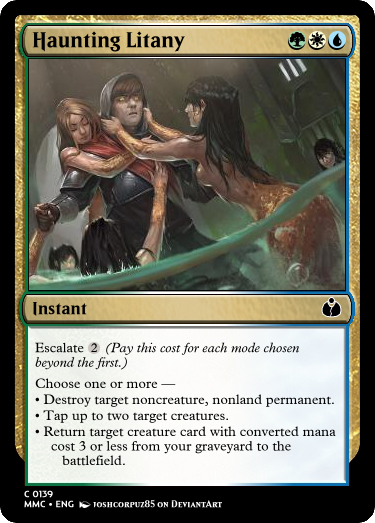 Haunting Litany
Instant
Escalate 2 (Pay this cost for each mode chosen
beyond the first.)
Choose one or more —
• Destroy target noncreature, nonland permanent.
• Tap up to two target creatures.
• Return target creature card with converted mana
cost 3 or less from your graveyard to the
battlefield.
C 0139
MMC • ENG joshcorpuz85 on DeviantArt